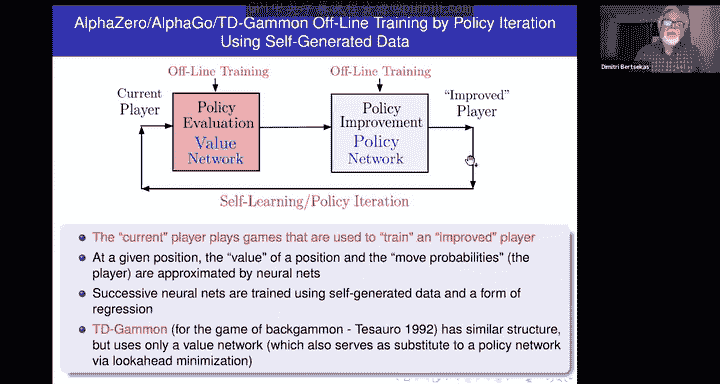 AlphaZero/AlphaGo/TD-Gammon Off-Line Training by Policy Iteration
Using Self-Generated Data
Off-Line Training
Off-Line Training
Current
Player
Policy
Evaluation
Value
Network
Policy
Improvement
Policy
Network
“Improved”
Player
Self-Learning/Policy Iteration
The “current” player plays games that are used to “train” an “improved” player
At a given position, the “value” of a position and the “move probabilities” (the
player) are approximated by neural nets
Successive neural nets are trained using self-generated data and a form of
regression
TD-Gammon (for the game of backgammon - Tesauro 1992) has similar structure,
but uses only a value network (which also serves as substitute to a policy network
via lookahead minimization)
Dimitri Bertsekas